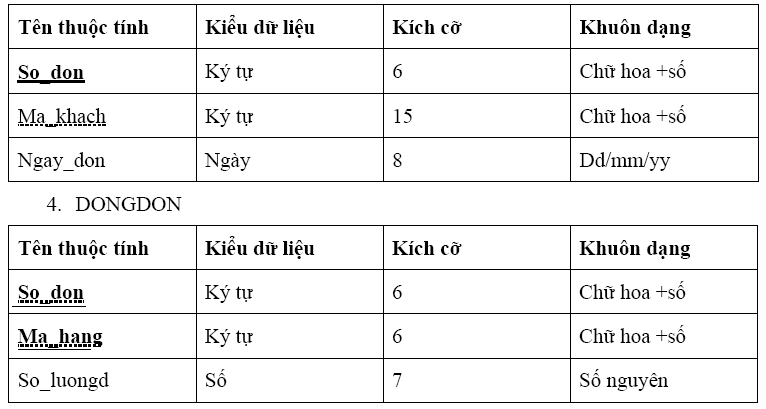 Tên thuộc tính Kiểu dữ liệu Kích cỡ Khuôn dạng
So_don Ký tự 6 Chữ hoa +số
Ma_khach Ký tự 15 Chữ hoa +số
Ngay_don Ngày 8 Dd/mm/yy
4. DONGDON
Tên thuộc tính Kiểu dữ liệu Kích cỡ Khuôn dạng
So_don Ký tự 6 Chữ hoa +số
Ma_hang Ký tự 6 Chữ hoa +số
So_luongd Số 7 Số nguyên